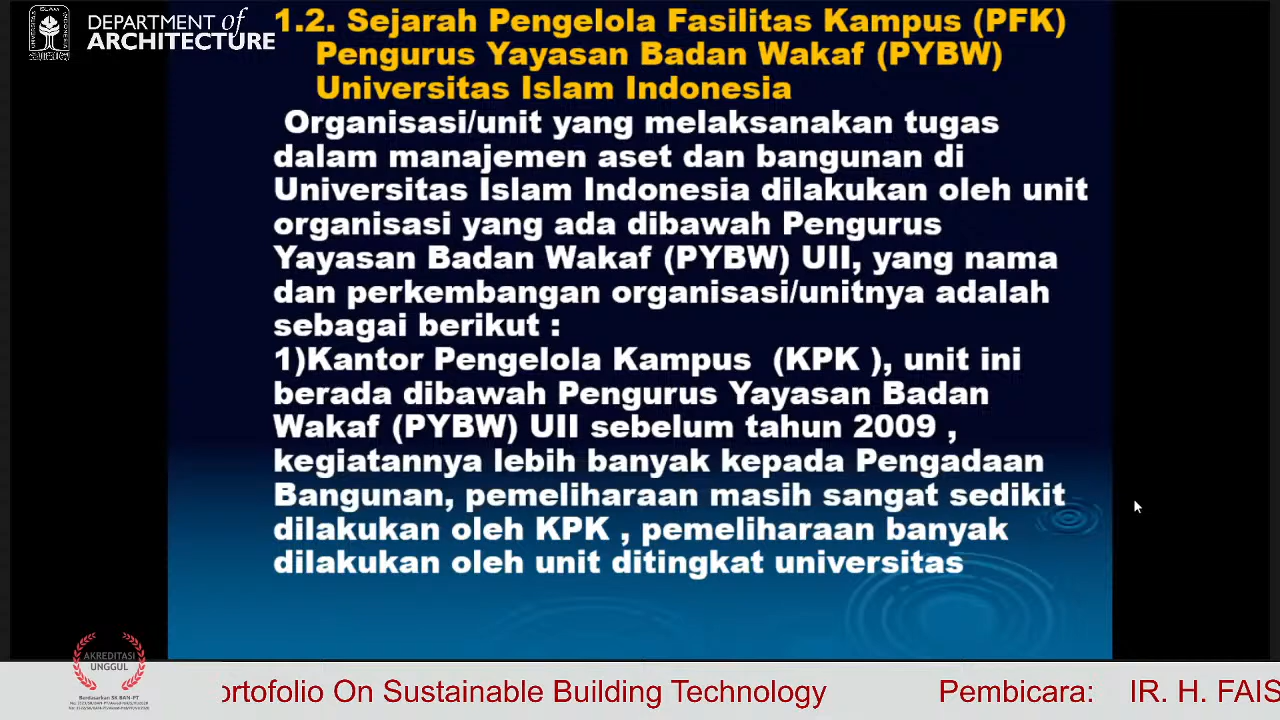 DEPARTMENT of
ARCHITECTURE
1.2. Sejarah Pengelola Fasilitas Kampus (PFK)
Pengurus Yayasan Badan Wakaf (PYBW)
Universitas Islam Indonesia
Organisasi/unit yang melaksanakan tugas
dalam manajemen aset dan bangunan di
Universitas Islam Indonesia dilakukan oleh unit
organisasi yang ada dibawah Pengurus
Yayasan Badan Wakaf (PYBW) UII, yang nama
dan perkembangan organisasi/unitnya adalah
sebagai berikut :
1)Kantor Pengelola Kampus (KPK ), unit ini
berada dibawah Pengurus Yayasan Badan
Wakaf (PYBW) UII sebelum tahun 2009 ,
kegiatannya lebih banyak kepada Pengadaan
Bangunan, pemeliharaan masih sangat sedikit
dilakukan oleh KPK , pemeliharaan banyak
dilakukan oleh unit ditingkat universitas
AKREDITASI
UNGGUL
Berdasarkan SK BAN-PT
ortofolio On Sustainable Building Technology Pembicara: IR. H. FAIS